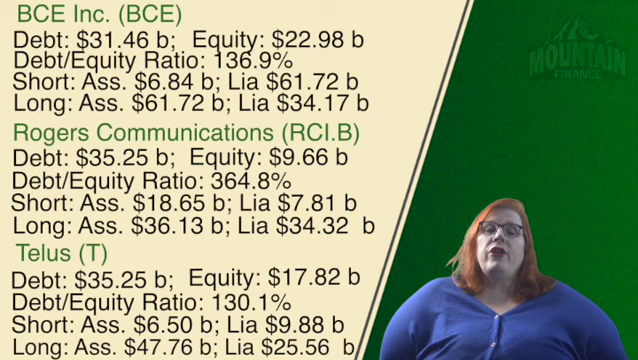 BCE Inc. (BCE)
Debt: $31.46 b; Equity: $22.98 b
Debt/Equity Ratio: 136.9%
Short: Ass. $6.84 b; Lia $61.72 b
Long: Ass. $61.72 b; Lia $34.17 b
Rogers Communications (RCI.B)
Debt: $35.25 b; Equity: $9.66 b
Debt/Equity Ratio: 364.8%
Short: Ass. $18.65 b; Lia $7.81 b
Long: Ass. $36.13 b; Lia $34.32 b
Telus (T)
Debt: $35.25 b; Equity: $17.82 b
Debt/Equity Ratio: 130.1%
Short: Ass. $6.50 b; Lia $9.88 b
Long: Ass. $47.76 b; Lia $25.56 b
MOUNTAIN
FINANCE